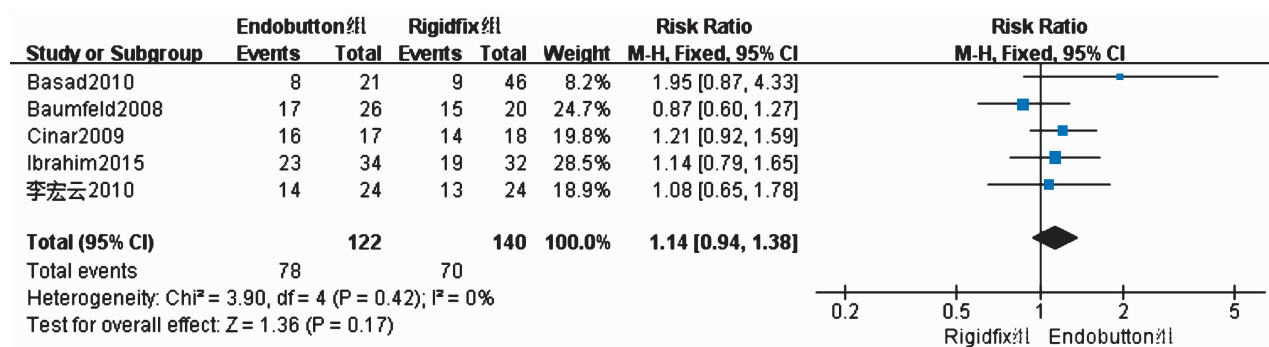 Endobutton组 Rigidfix组 Risk Ratio Risk Ratio
Study or Subgroup Events Total Events Total Weight M-H, Fixed, 95% CI M-H, Fixed, 95% CI
Basad2010 8 21 9 46 8.2% 1.95 [0.87, 4.33]
Baumfeld2008 17 26 15 20 24.7% 0.87 [0.60, 1.27]
Cinar2009 16 17 14 18 19.8% 1.21 [0.92, 1.59]
Ibrahim2015 23 34 19 32 28.5% 1.14 [0.79, 1.65]
李宏云2010 14 24 13 24 18.9% 1.08 [0.65, 1.78]
Total (95% CI) 122 140 100.0% 1.14 [0.94, 1.38]
Total events 78 70
Heterogeneity: Chi² = 3.90, df = 4 (P = 0.42); I² = 0%
Test for overall effect: Z = 1.36 (P = 0.17)
0.2 0.5 1 2 5
Rigidfix组 Endobutton组